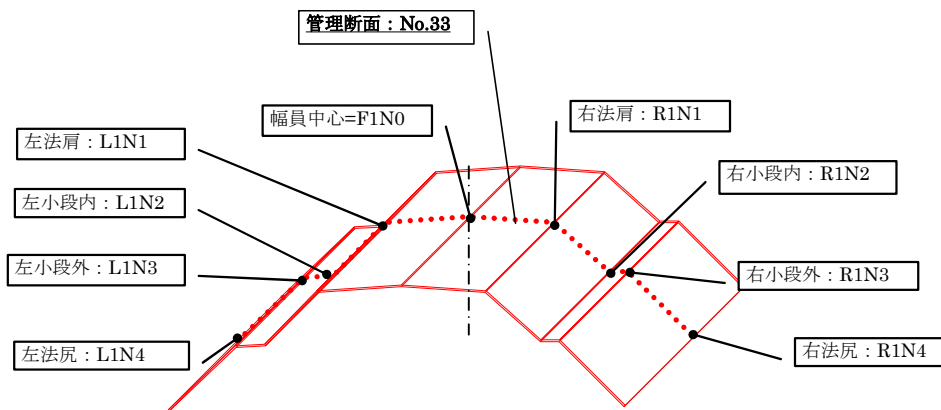 管理断面：No.33
幅員中心=F1N0
右法肩：R1N1
左法肩：L1N1
右小段内：R1N2
左小段内：L1N2
左小段外：L1N3
右小段外：R1N3
左法尻：L1N4
右法尻：R1N4